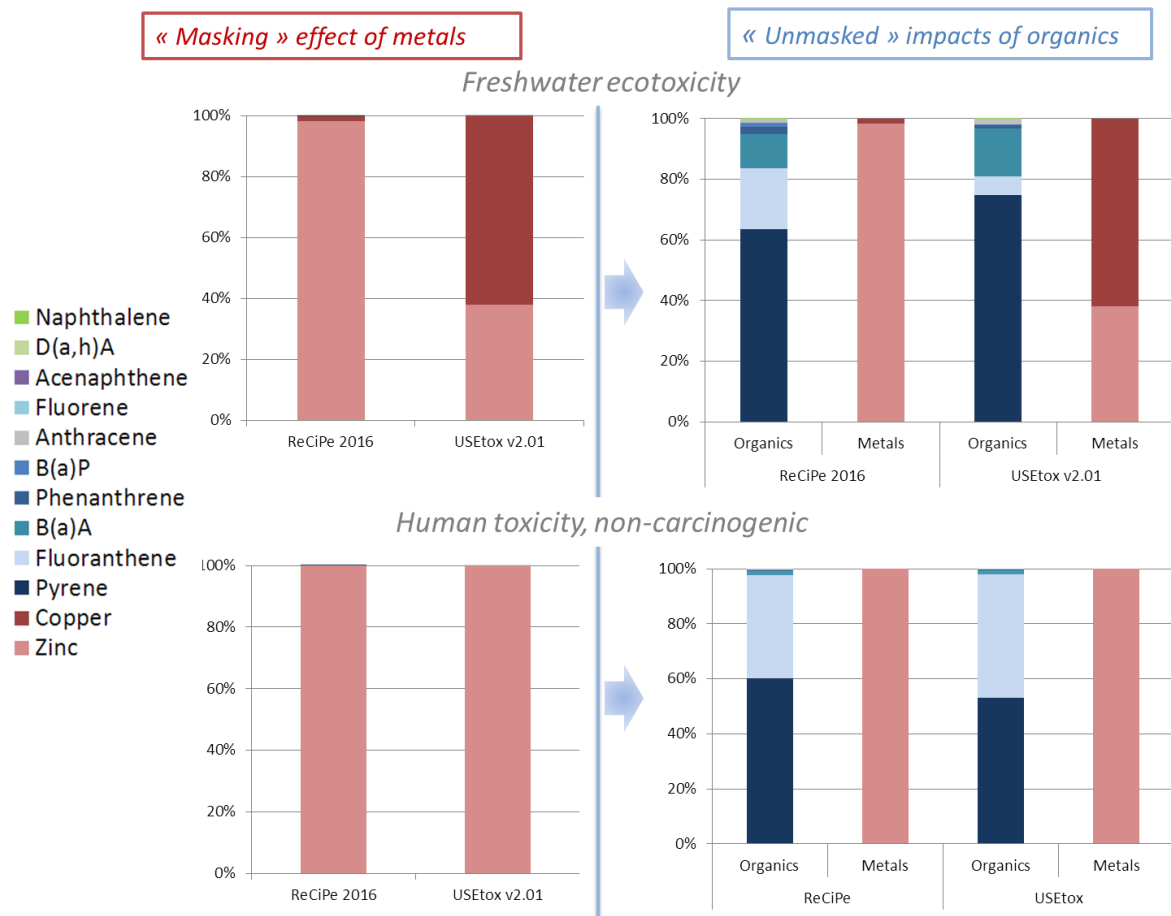 « Masking » effect of metals
« Unmasked » impacts of organics
Freshwater ecotoxicity
100%
80%
60%
40%
20%
0%
ReCiPe 2016
USEtox v2.01
100%
80%
60%
40%
20%
0%
Organics
Metals
Organics
Metals
ReCiPe 2016
USEtox v2.01
Naphthalene
D(a,h)A
Acenaphthene
Fluorene
Anthracene
B(a)P
Phenanthrene
B(a)A
Fluoranthene
Pyrene
Copper
Zinc
Human toxicity, non-carcinogenic
100%
80%
60%
40%
20%
0%
ReCiPe 2016
USEtox v2.01
100%
80%
60%
40%
20%
0%
Organics
Metals
Organics
Metals
ReCiPe
USEtox